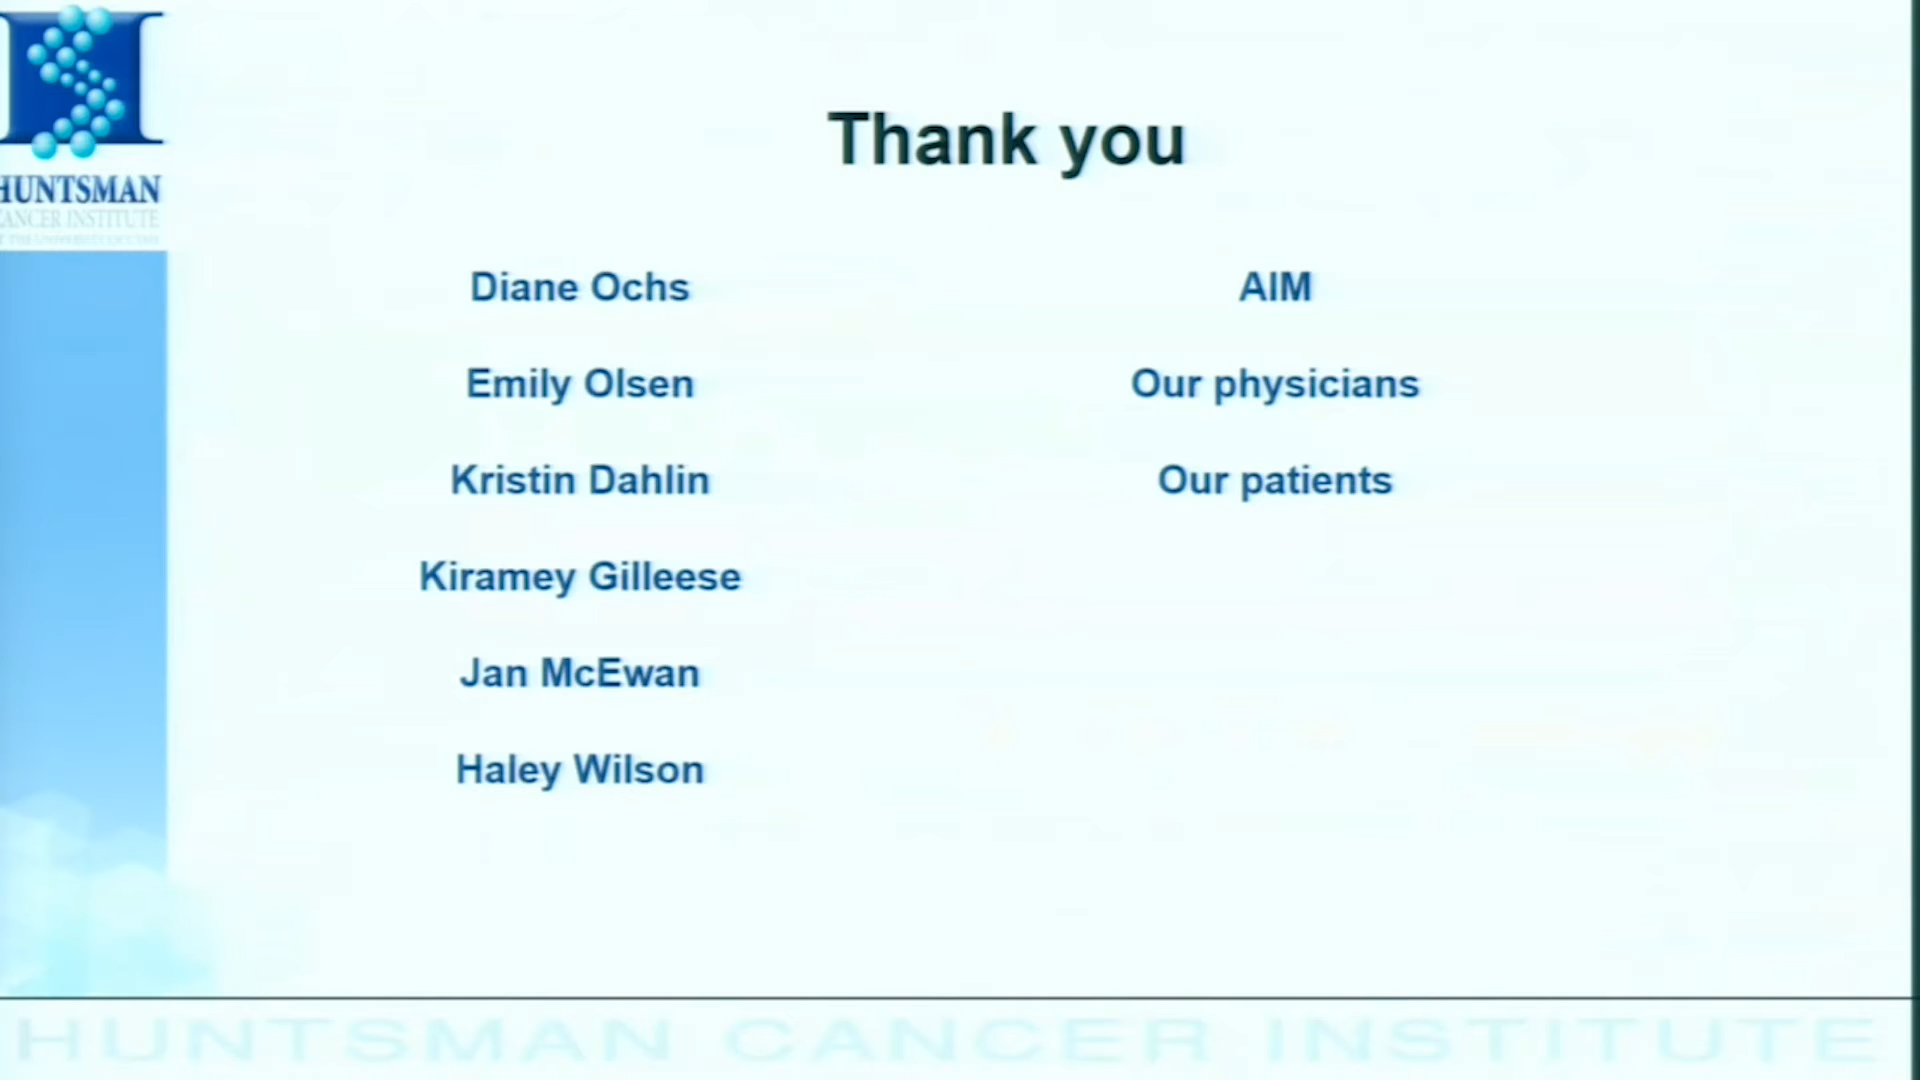 HUNTSMAN
CANCER INSTITUTE
Thank you
Diane Ochs
Emily Olsen
Kristin Dahlin
Kiramey Gilleese
Jan McEwan
Haley Wilson
AIM
Our physicians
Our patients
HUNTSMAN CANCER INSTITUTE